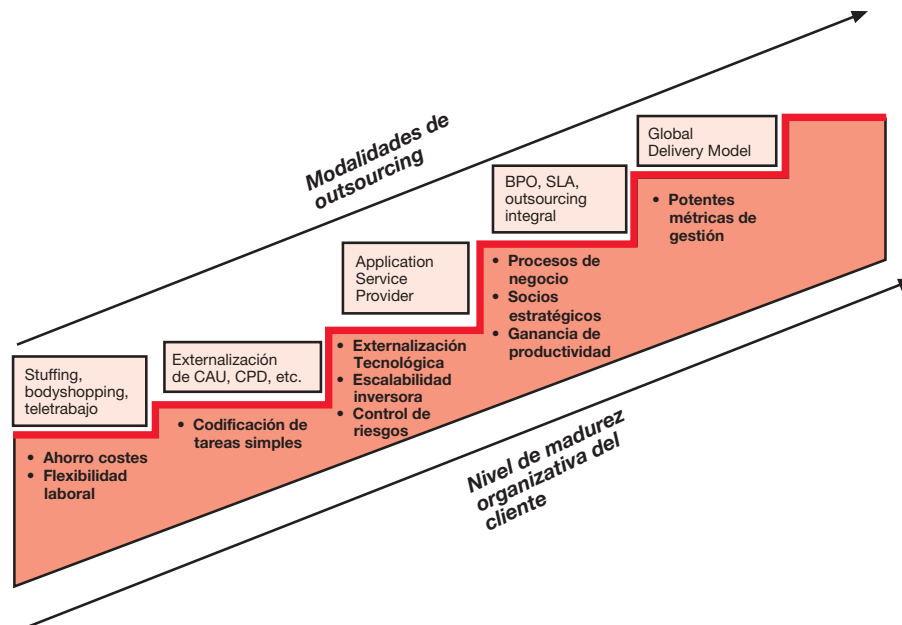 Modalidades de
outsourcing
Global
Delivery Model
BPO, SLA,
outsourcing
integral
• Potentes
métricas de
gestión
Application
Service
Provider
• Procesos de
negocio
• Socios
estratégicos
• Ganancia de
productividad
Externalización
de CAU, CPD, etc.
• Externalización
Tecnológica
• Escalabilidad
inversora
• Control de
riesgos
Stuffing,
bodyshopping,
teletrabajo
• Codificación de
tareas simples
• Ahorro costes
• Flexibilidad
laboral
Nivel de madurez
organizativa del
cliente